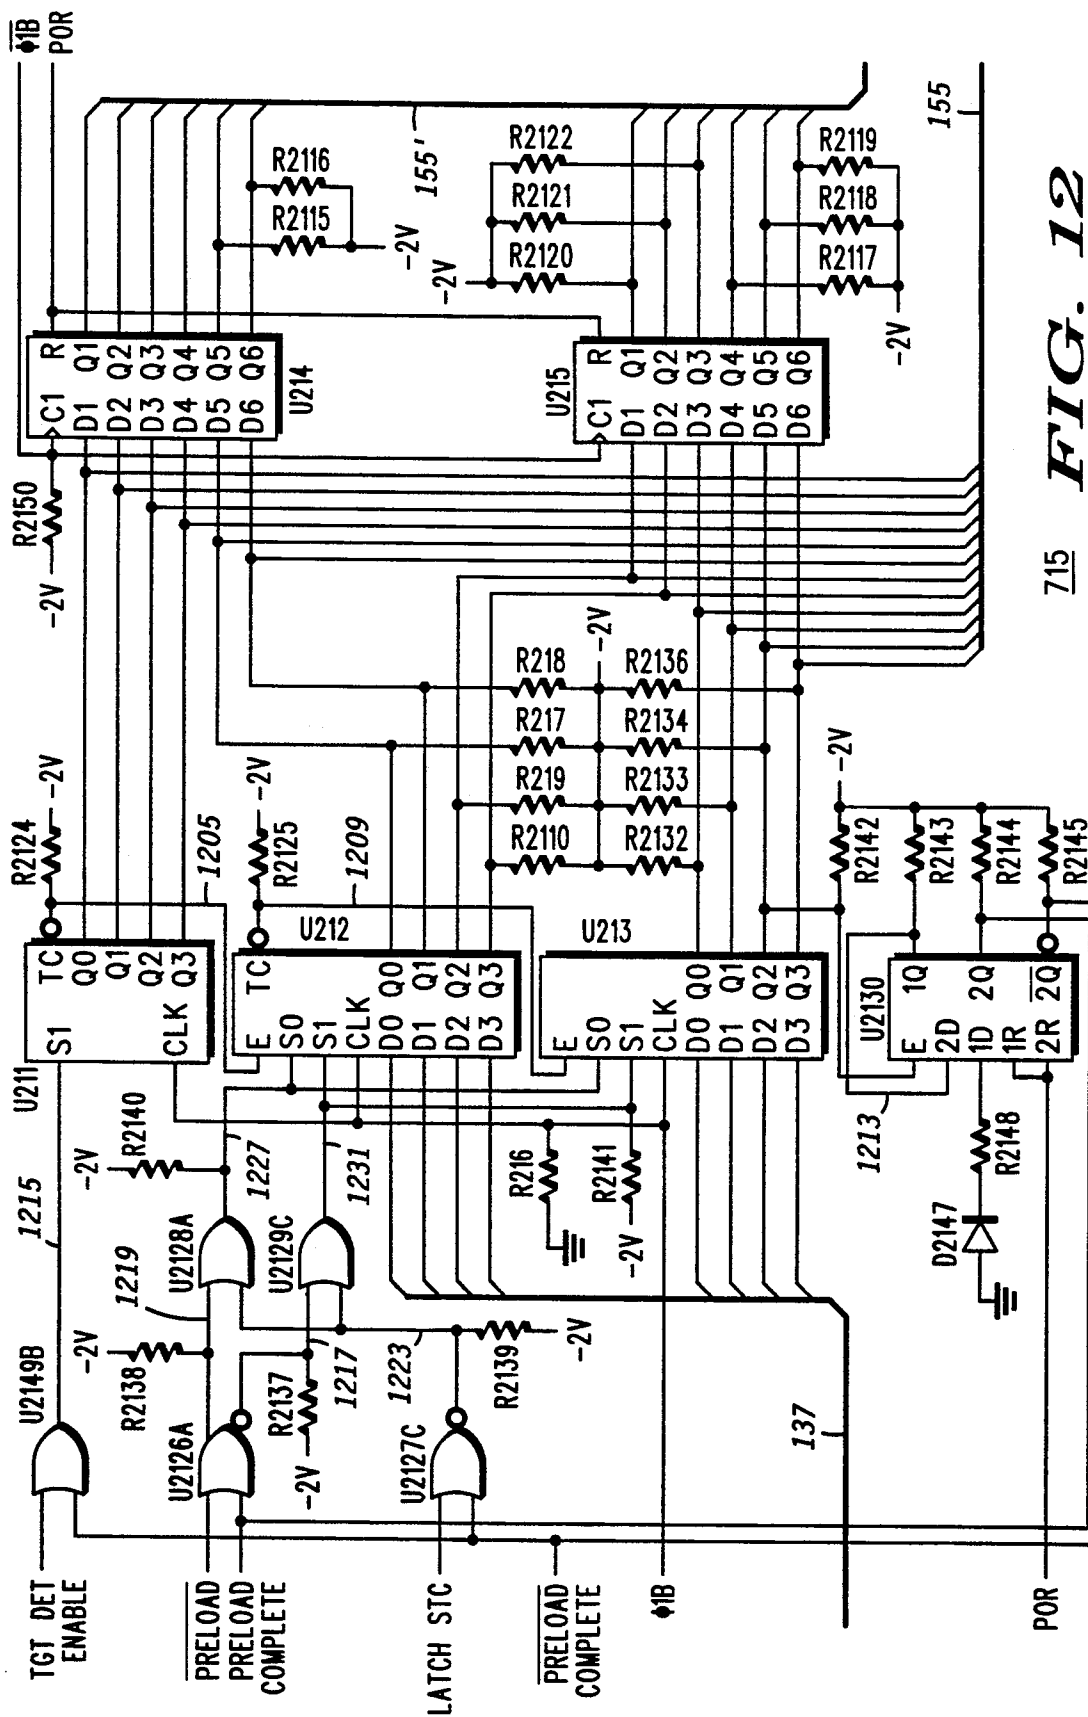 TGT DET
ENABLE
U2149B
1215
U211
S1
CLK
TC
Q0
Q1
Q2
Q3
R2124
-2V
1205
-2V
R2150
C1
R
D1 Q1
D2 Q2
D3 Q3
D4 Q4
D5 Q5
D6 Q6
U214
φ1B
POR
R2116
R2115
-2V
155'
PRELOAD
PRELOAD
COMPLETE
U2126A
-2V
R2138
1219
U2128A
-2V
R2140
1227
U2129C
1231
R2137
-2V
1217
1223
R2139
-2V
LATCH STC
U2127C
PRELOAD
COMPLETE
φ1B
U212
E
TC
S0
S1
CLK
D0 Q0
D1 Q1
D2 Q2
D3 Q3
R2125
-2V
1209
R216
R2141
-2V
U213
E
S0
S1
CLK
D0 Q0
D1 Q1
D2 Q2
D3 Q3
R2110
R219
R217
R218
-2V
R2132
R2133
R2134
R2136
U215
C1
R
D1 Q1
D2 Q2
D3 Q3
D4 Q4
D5 Q5
D6 Q6
-2V
R2120
R2121
R2122
R2117
R2118
R2119
-2V
137
POR
D2147
R2148
1213
U2130
E
2D
1D
1R
2R
1Q
2Q
2Q
-2V
R2142
R2143
R2144
R2145
155
715
FIG. 12